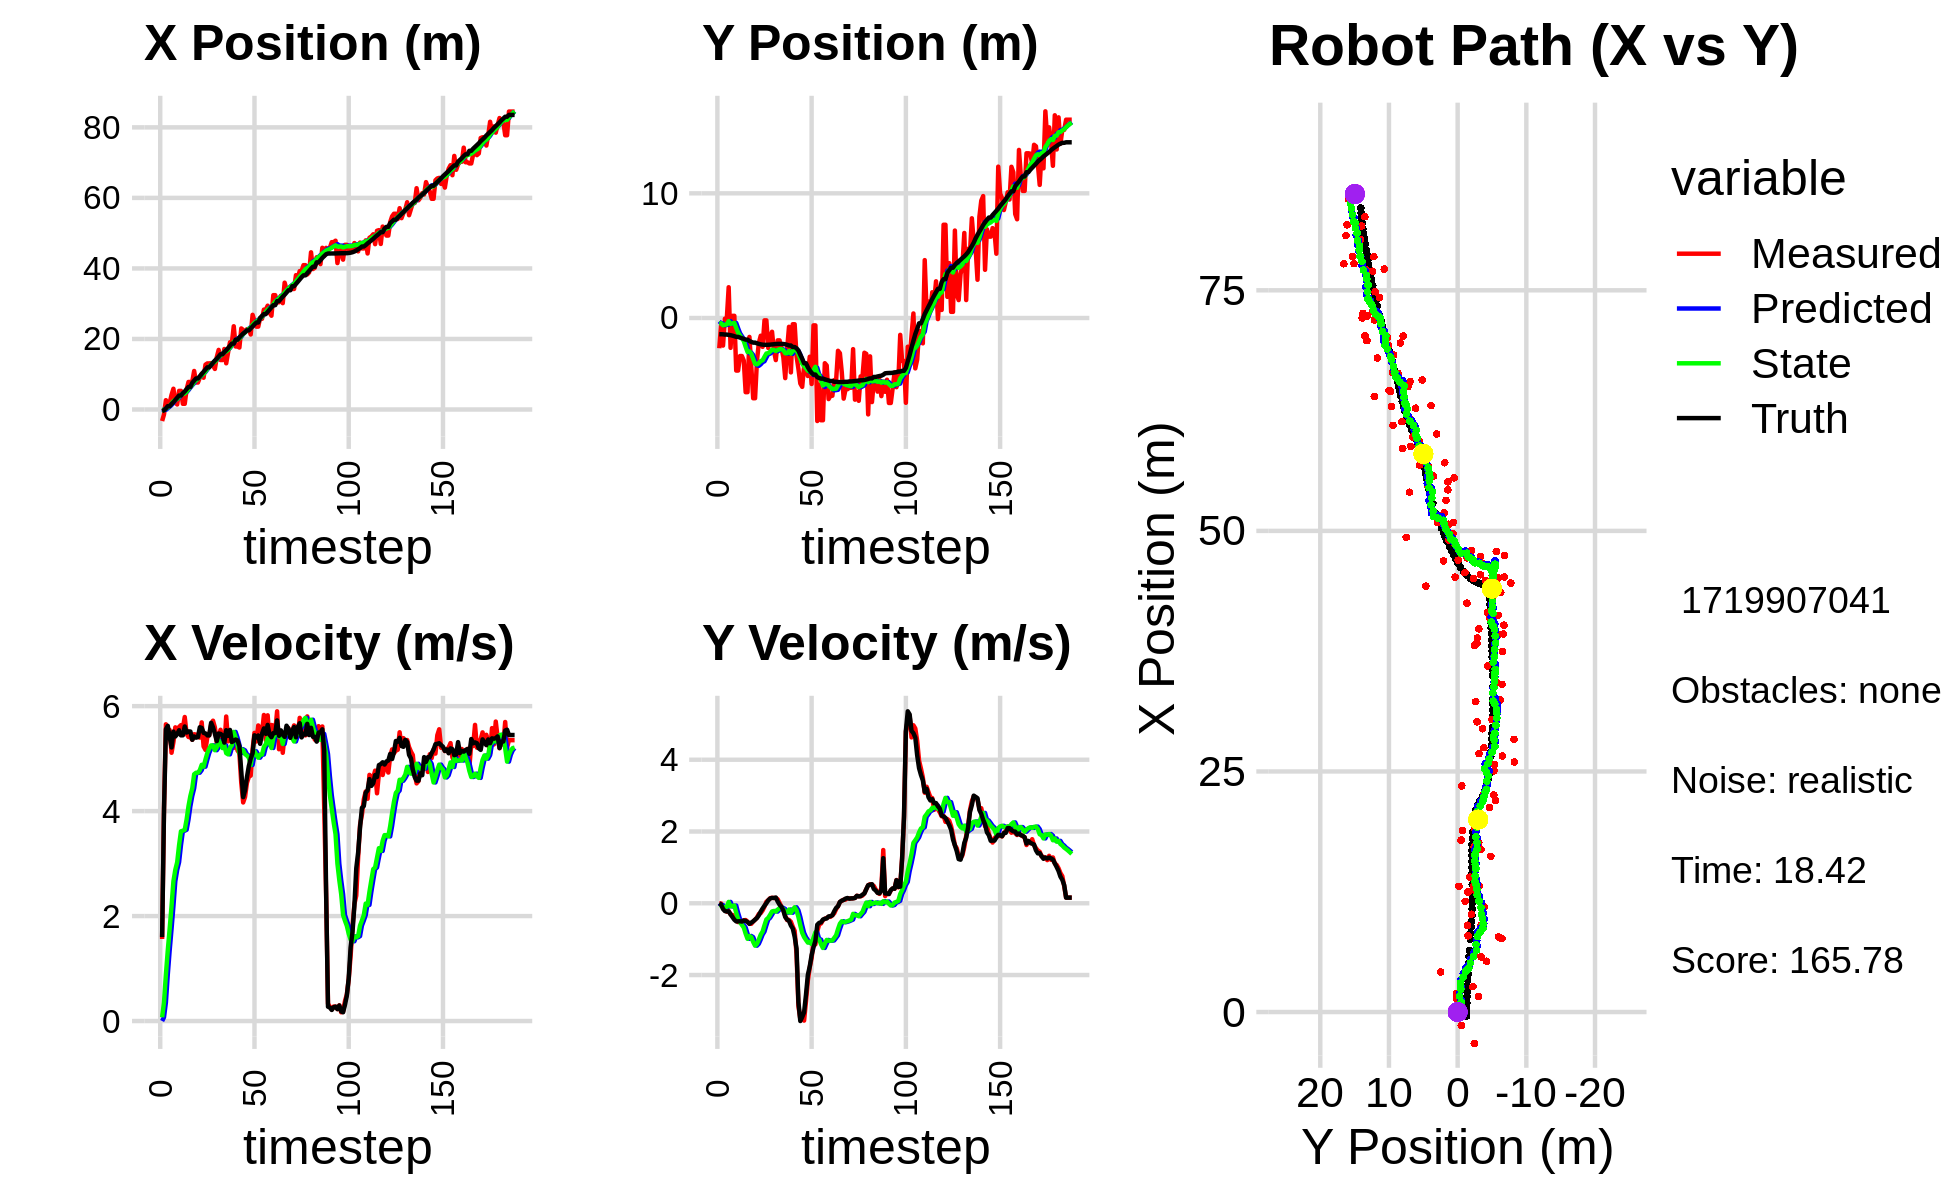 X Position (m)
80
60
40
20
0
0
50
100
150
timestep
Y Position (m)
10
0
0
50
100
150
timestep
X Velocity (m/s)
6
4
2
0
0
50
100
150
timestep
Y Velocity (m/s)
4
2
0
-2
0
50
100
150
timestep
Robot Path (X vs Y)
X Position (m)
75
50
25
0
20 10 0 -10 -20
Y Position (m)
variable
Measured
Predicted
State
Truth
1719907041
Obstacles: none
Noise: realistic
Time: 18.42
Score: 165.78